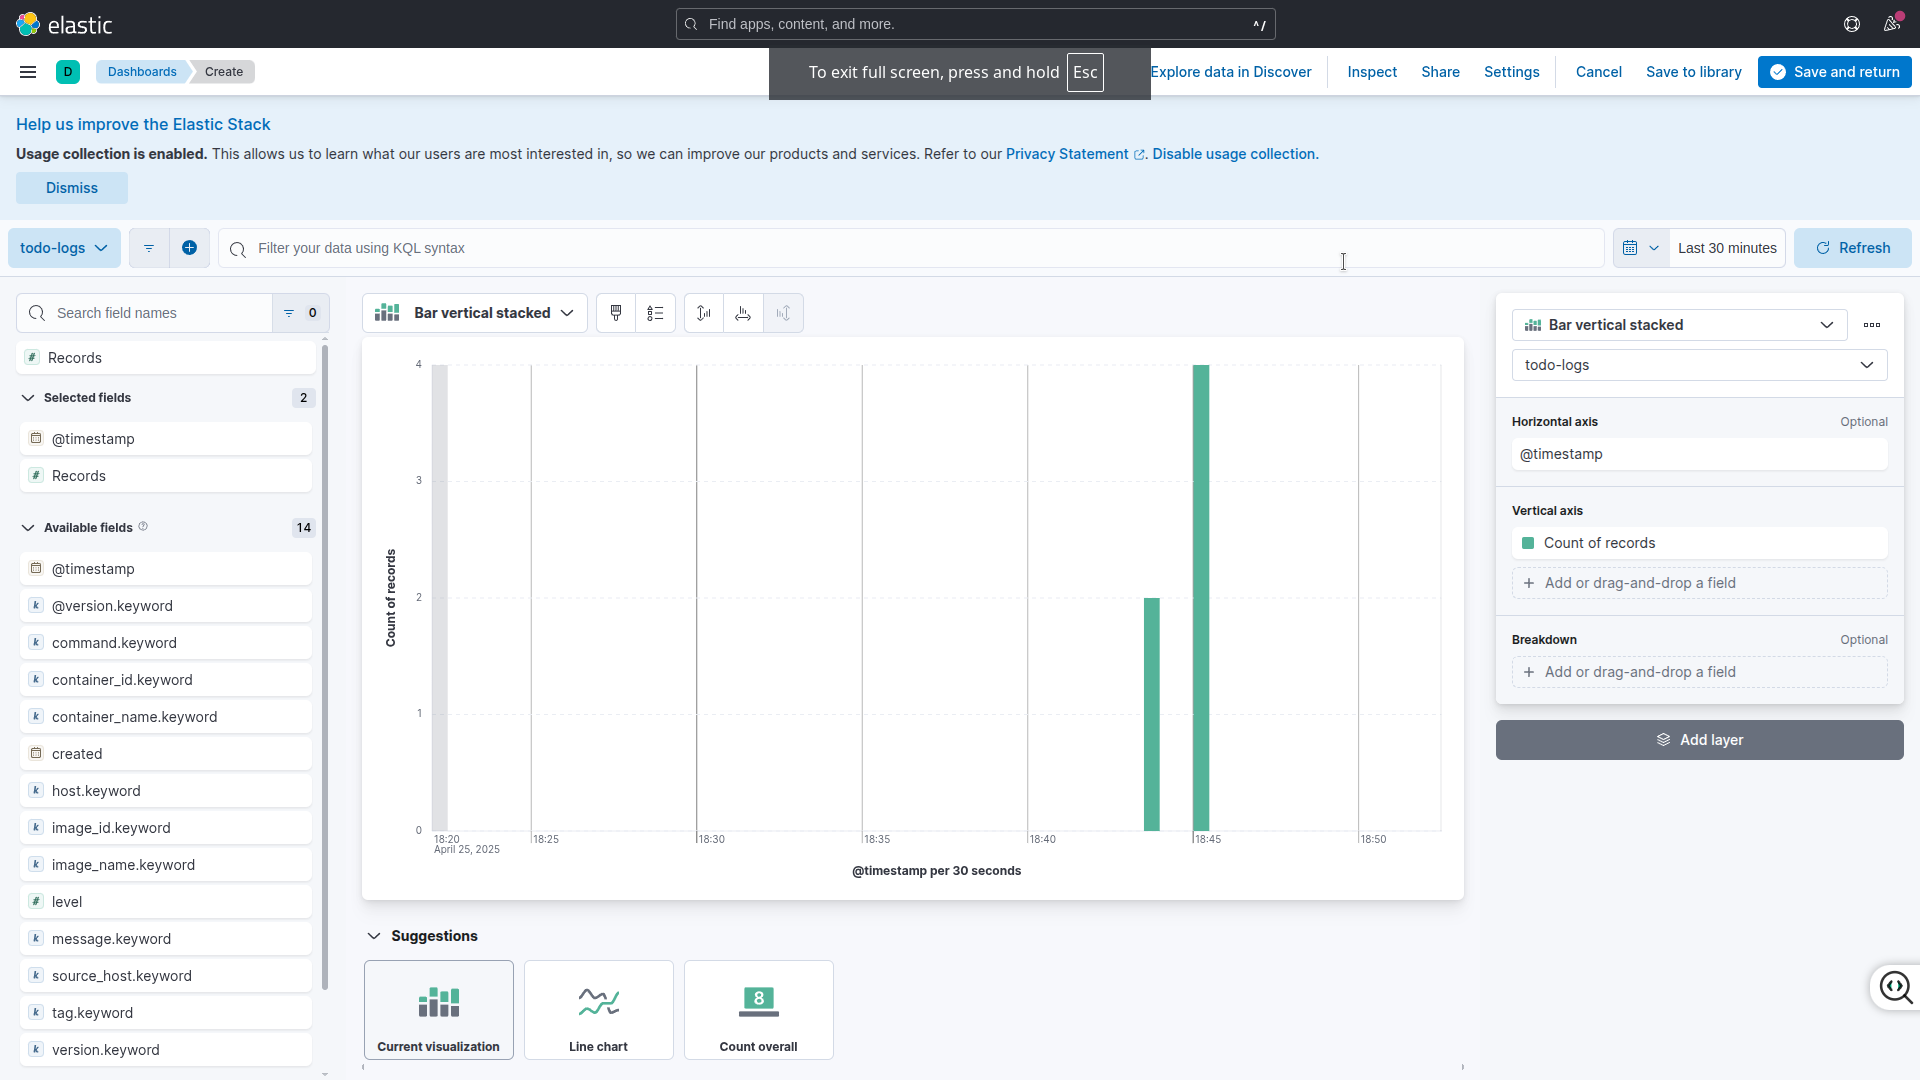 elastic
Find apps, content, and more.
^ /
D
Dashboards
Create
To exit full screen, press and hold Esc
Explore data in Discover
Inspect
Share
Settings
Cancel
Save to library
Save and return
Help us improve the Elastic Stack
Usage collection is enabled. This allows us to learn what our users are most interested in, so we can improve our products and services. Refer to our Privacy Statement . Disable usage collection.
Dismiss
todo-logs
Filter your data using KQL syntax
Last 30 minutes
Refresh
Search field names
0
Records
Selected fields
2
@timestamp
Records
Available fields
14
@timestamp
@version.keyword
command.keyword
container_id.keyword
container_name.keyword
created
host.keyword
image_id.keyword
image_name.keyword
level
message.keyword
source_host.keyword
tag.keyword
version.keyword
Bar vertical stacked
Count of records
4
3
2
1
0
18:20
April 25, 2025
18:25
18:30
18:35
18:40
18:45
18:50
@timestamp per 30 seconds
Suggestions
Current visualization
Line chart
8
Count overall
Bar vertical stacked
todo-logs
Horizontal axis
Optional
@timestamp
Vertical axis
Count of records
Add or drag-and-drop a field
Breakdown
Optional
Add or drag-and-drop a field
Add layer